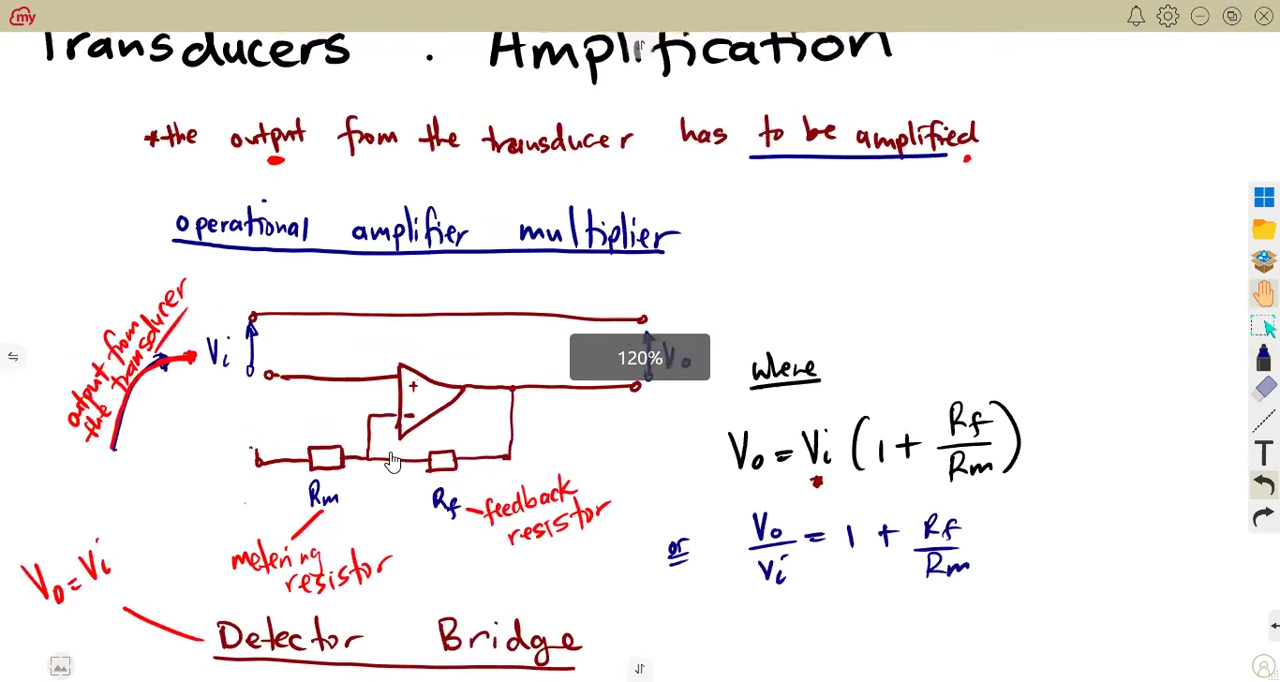 my
Transducers . Amplification
*the output from the transducer has to be amplified.
operational amplifier multiplier
output from
the transducer
Vi
120%
Vo
+
-
where
Vo = Vi (1 + Rf/Rm)
Rm
Rf
feedback
resistor
metering
resistor
or
Vo/Vi = 1 + Rf/Rm
Vo = Vi
Detector Bridge
T